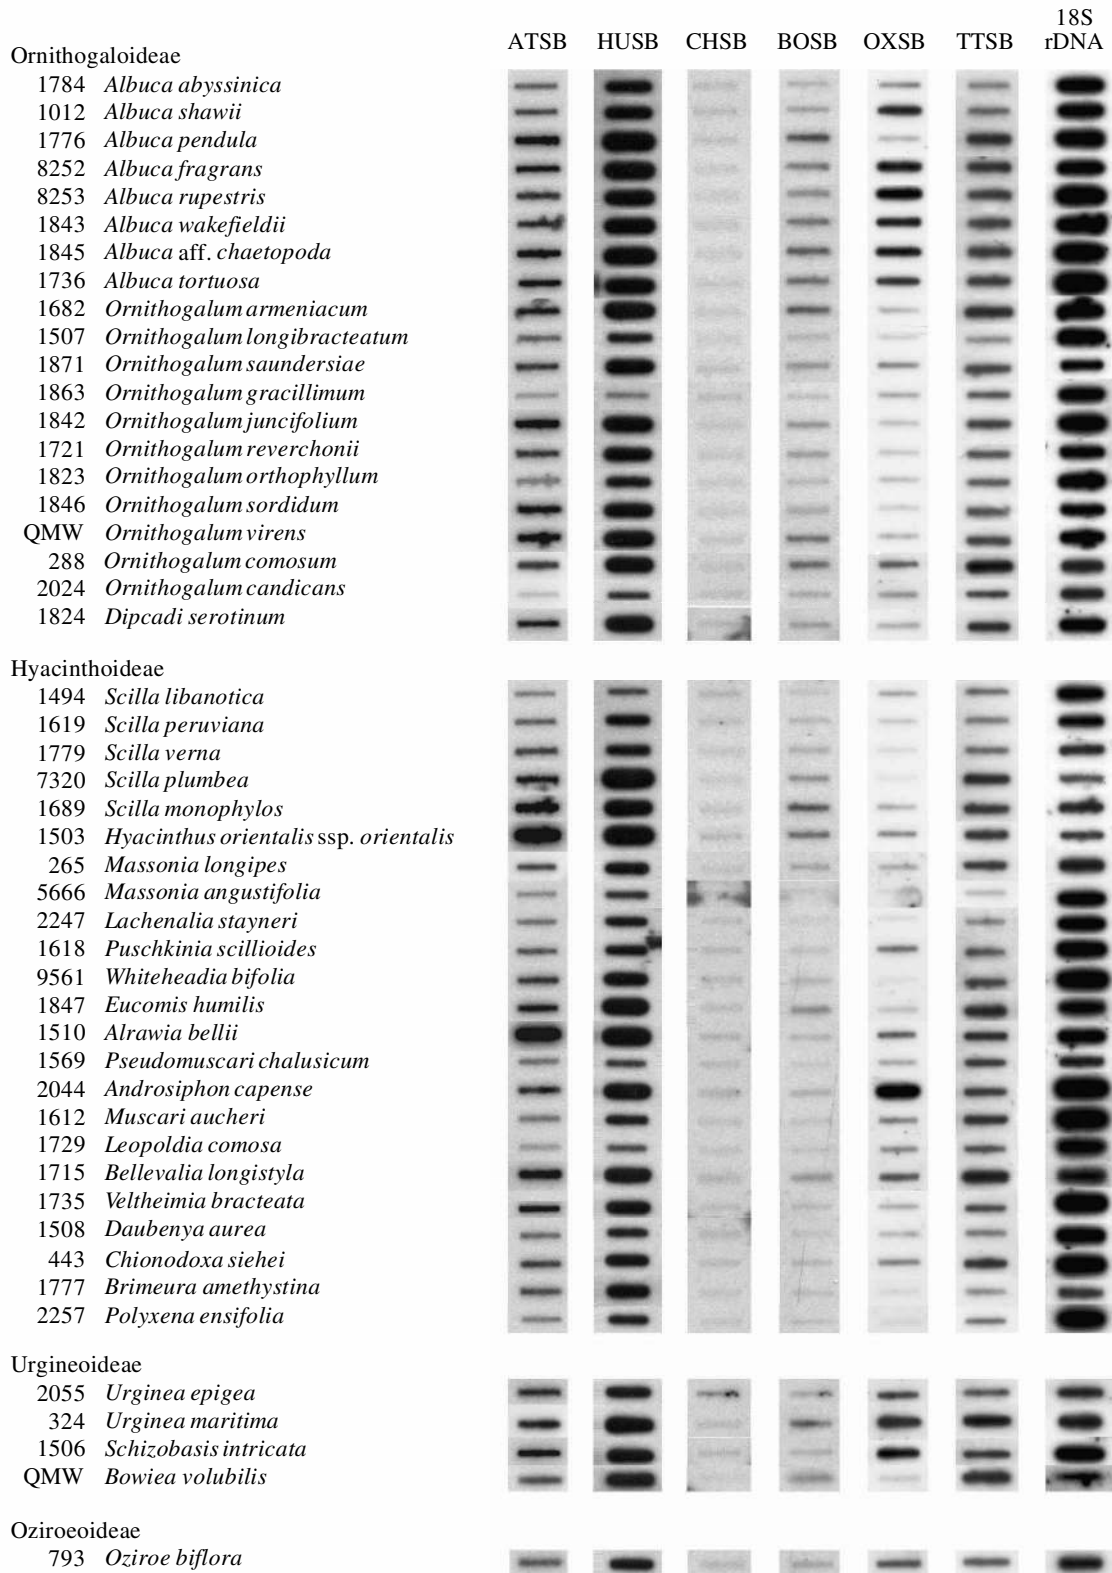 18S
Ornithogaloideae ATSB HUSB CHSB BOSB OXSB TTSB rDNA
1784 Albuca abyssinica
1012 Albuca shawii
1776 Albuca pendula
8252 Albuca fragrans
8253 Albuca rupestris
1843 Albuca wakefieldii
1845 Albuca aff. chaetopoda
1736 Albuca tortuosa
1682 Ornithogalum armeniacum
1507 Ornithogalum longibracteatum
1871 Ornithogalum saundersiae
1863 Ornithogalum gracillimum
1842 Ornithogalum juncifolium
1721 Ornithogalum reverchonii
1823 Ornithogalum orthophyllum
1846 Ornithogalum sordidum
QMW Ornithogalum virens
288 Ornithogalum comosum
2024 Ornithogalum candicans
1824 Dipcadi serotinum
Hyacinthoideae
1494 Scilla libanotica
1619 Scilla peruviana
1779 Scilla verna
7320 Scilla plumbea
1689 Scilla monophylos
1503 Hyacinthus orientalis ssp. orientalis
265 Massonia longipes
5666 Massonia angustifolia
2247 Lachenalia stayneri
1618 Puschkinia scillioides
9561 Whiteheadia bifolia
1847 Eucomis humilis
1510 Alrawia bellii
1569 Pseudomuscari chalusicum
2044 Androsiphon capense
1612 Muscari aucheri
1729 Leopoldia comosa
1715 Bellevalia longistyla
1735 Veltheimia bracteata
1508 Daubenya aurea
443 Chionodoxa siehei
1777 Brimeura amethystina
2257 Polyxena ensifolia
Urgineoideae
2055 Urginea epigea
324 Urginea maritima
1506 Schizobasis intricata
QMW Bowiea volubilis
Oziroeoideae
793 Oziroe biflora